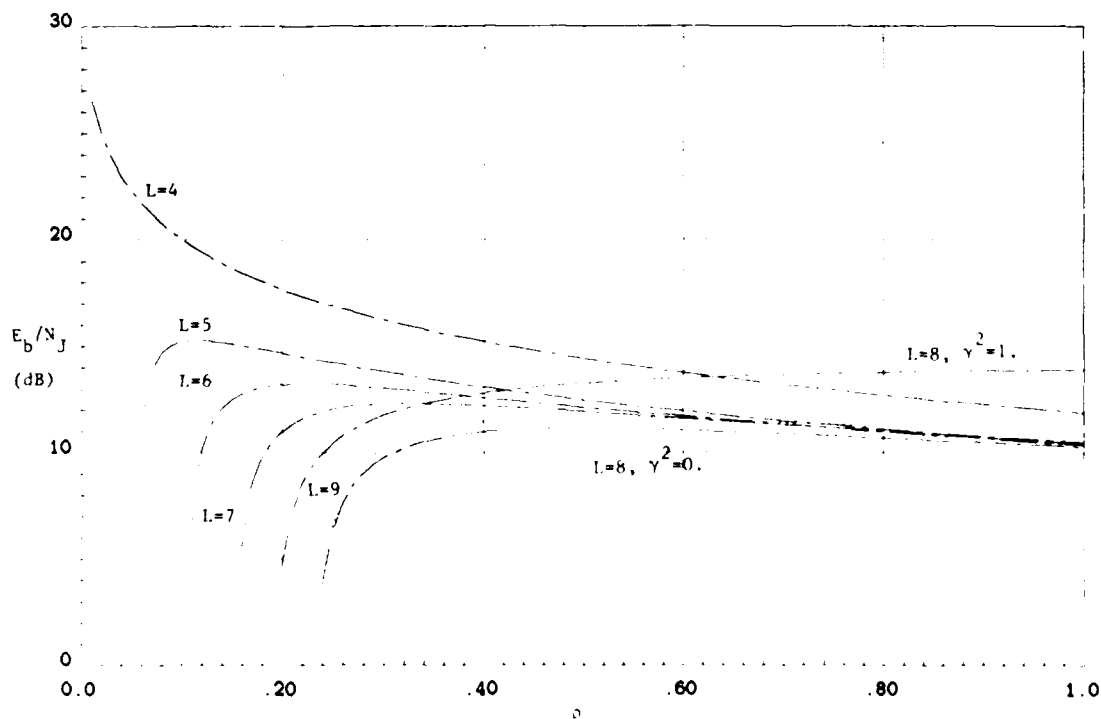 30
L=4
20
E_b/N_J
(dB)
L=5
L=8, γ²=1.
L=6
10
L=8, γ²=0.
L=9
L=7
0
0.0 .20 .40 .60 .80 1.0